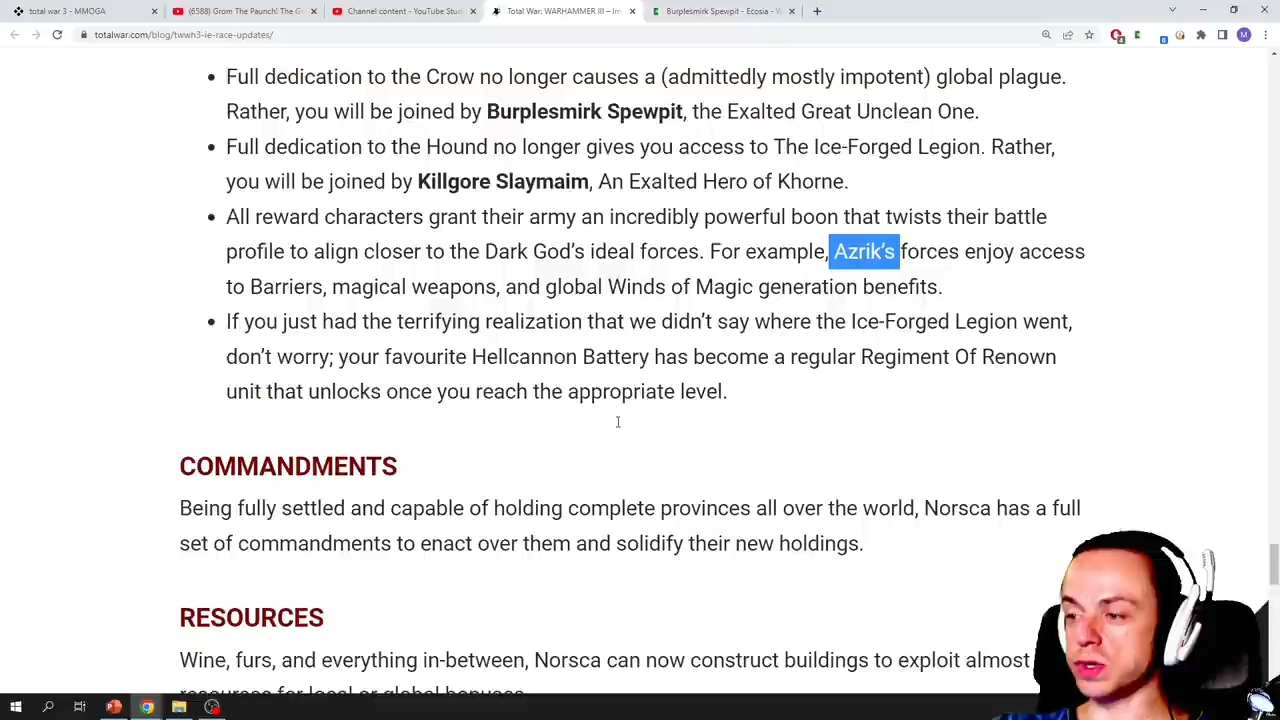 total war 3 - MMOGA
(6588) Grom The Paunch! The Gr
Channel content - YouTube Stud
Total War: WARHAMMER III – Im
Burplesmirk Spewpit - Ecosia - W
totalwar.com/blog/twwh3-ie-race-updates/
Full dedication to the Crow no longer causes a (admittedly mostly impotent) global plague.
Rather, you will be joined by Burplesmirk Spewpit, the Exalted Great Unclean One.
Full dedication to the Hound no longer gives you access to The Ice-Forged Legion. Rather,
you will be joined by Killgore Slaymaim, An Exalted Hero of Khorne.
All reward characters grant their army an incredibly powerful boon that twists their battle
profile to align closer to the Dark God’s ideal forces. For example, Azrik’s forces enjoy access
to Barriers, magical weapons, and global Winds of Magic generation benefits.
If you just had the terrifying realization that we didn’t say where the Ice-Forged Legion went,
don’t worry; your favourite Hellcannon Battery has become a regular Regiment Of Renown
unit that unlocks once you reach the appropriate level.
COMMANDMENTS
Being fully settled and capable of holding complete provinces all over the world, Norsca has a full
set of commandments to enact over them and solidify their new holdings.
RESOURCES
Wine, furs, and everything in-between, Norsca can now construct buildings to exploit almost
resources for local or global bonuses